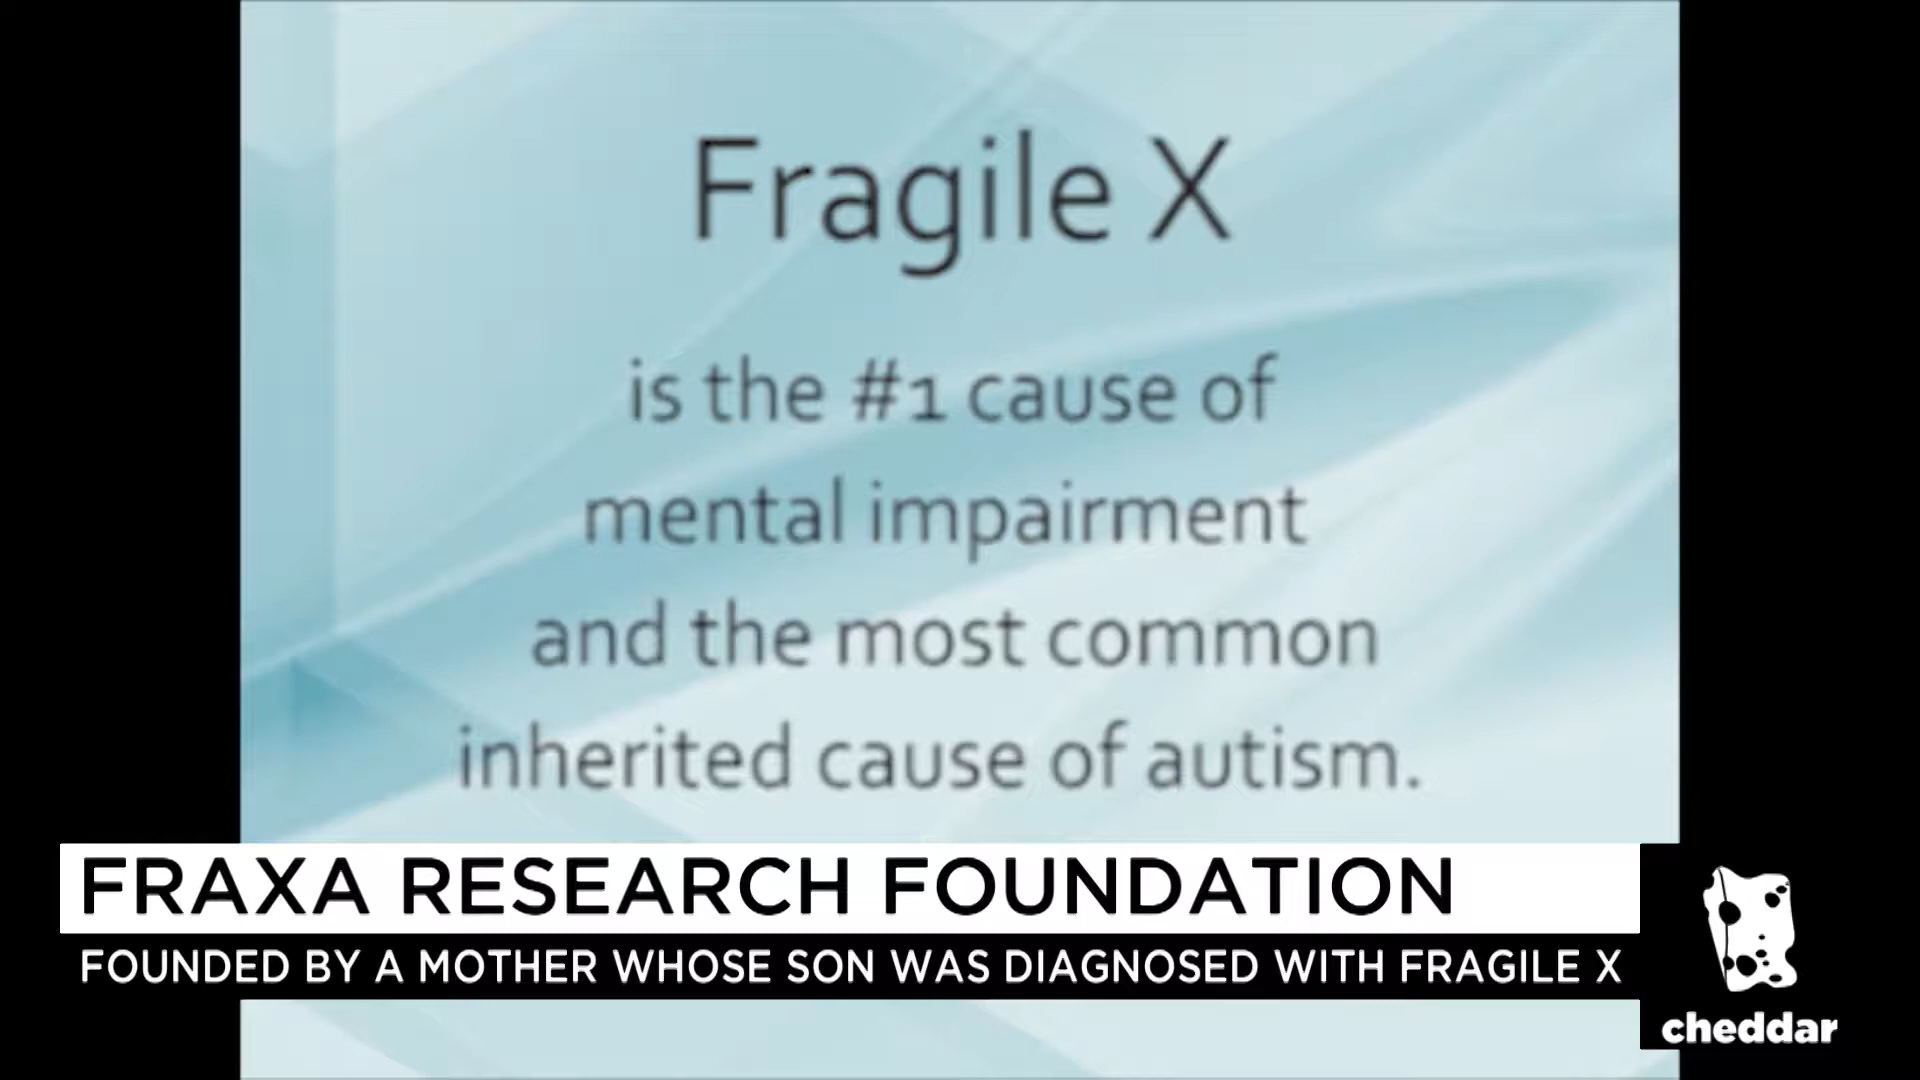 Fragile X
is the #1 cause of
mental impairment
and the most common
inherited cause of autism.
FRAXA RESEARCH FOUNDATION
FOUNDED BY A MOTHER WHOSE SON WAS DIAGNOSED WITH FRAGILE X
cheddar